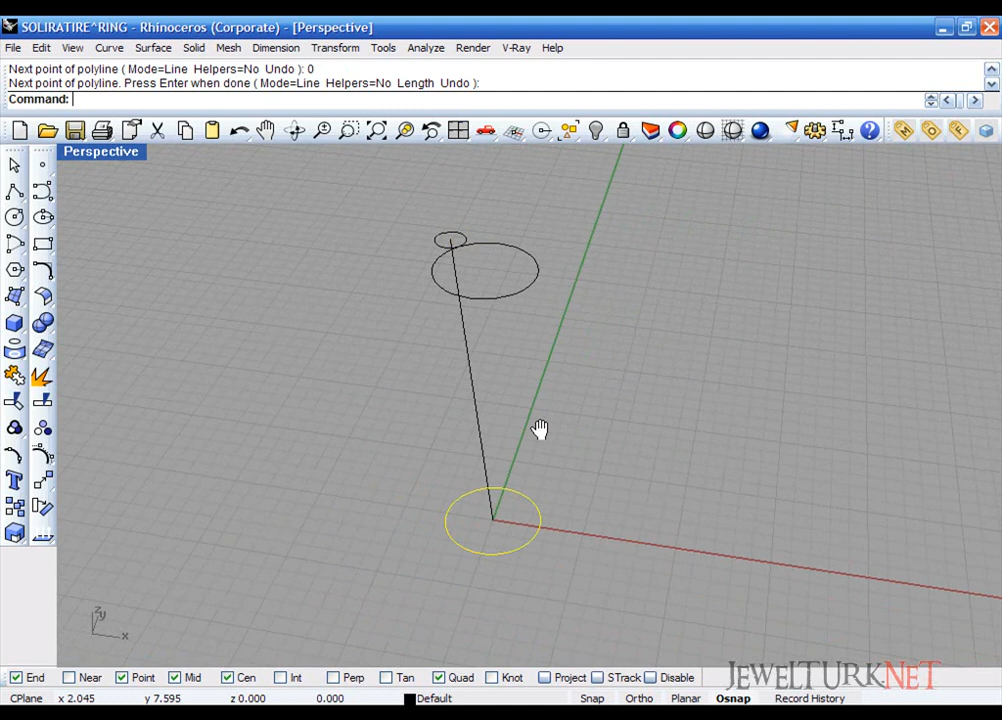 SOLIRATIRE^RING - Rhinoceros (Corporate) - [Perspective]
File Edit View Curve Surface Solid Mesh Dimension Transform Tools Analyze Render V-Ray Help
Next point of polyline ( Mode=Line Helpers=No Undo ): 0
Next point of polyline. Press Enter when done ( Mode=Line Helpers=No Length Undo ):
Command:
Perspective
T
M O F
z
y
x
End Near Point Mid Cen Int Perp Tan Quad Knot Project STrack Disable
JEWELTURK.NET
CPlane x 2.045 y 7.595 z 0.000 0.000 Default Snap Ortho Planar Osnap Record History